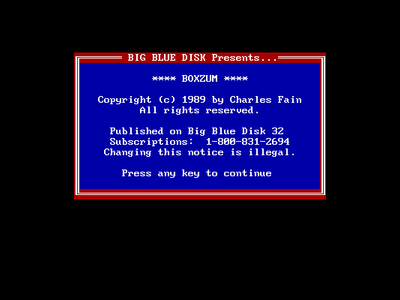 BIG BLUE DISK Presents...
**** BOXZUM ****
Copyright (c) 1989 by Charles Fain
All rights reserved.
Published on Big Blue Disk 32
Subscriptions: 1-800-831-2694
Changing this notice is illegal.
Press any key to continue